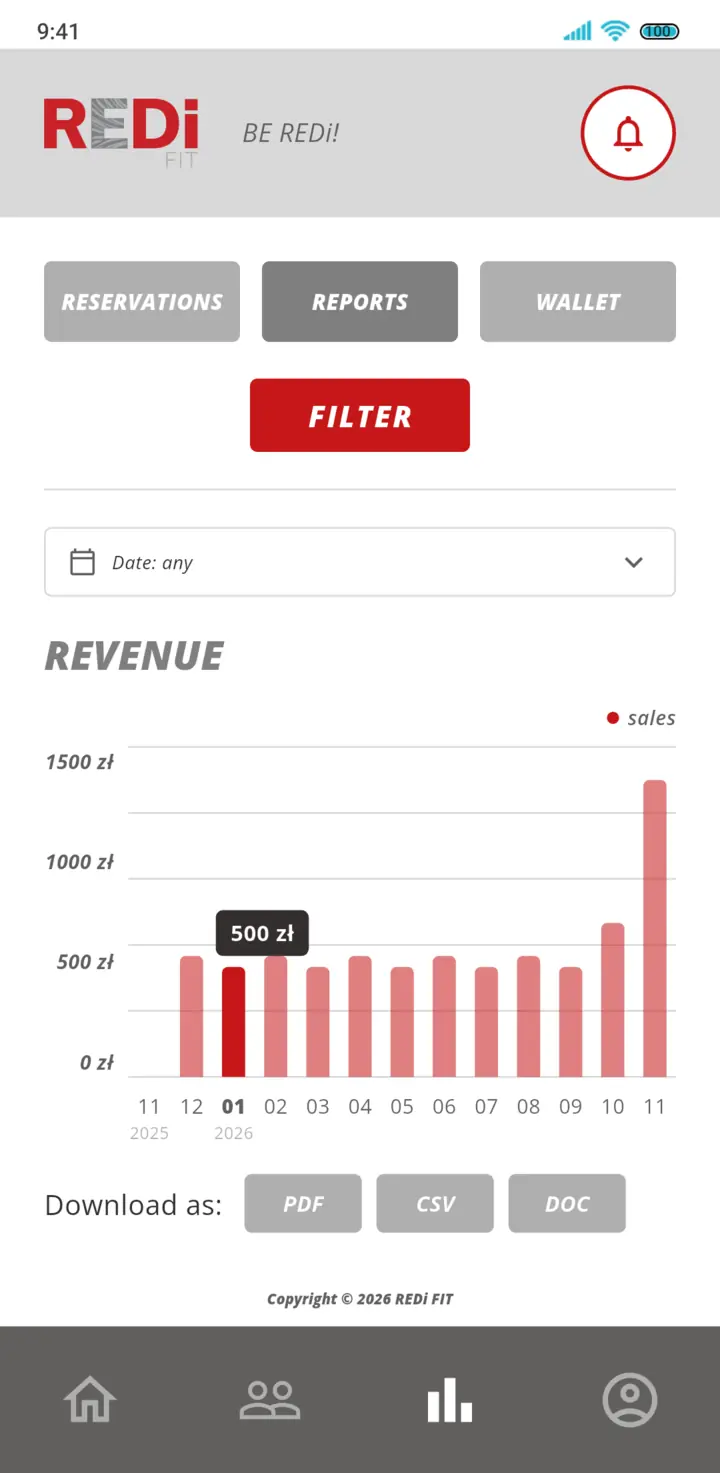 9:41
100
REDi
FIT
BE REDi!
RESERVATIONS
REPORTS
WALLET
FILTER
Date: any
REVENUE
sales
1500 zł
1000 zł
500 zł
500 zł
0 zł
11 12 01 02 03 04 05 06 07 08 09 10 11
2025 2026
Download as: PDF CSV DOC
Copyright © 2026 REDi FIT